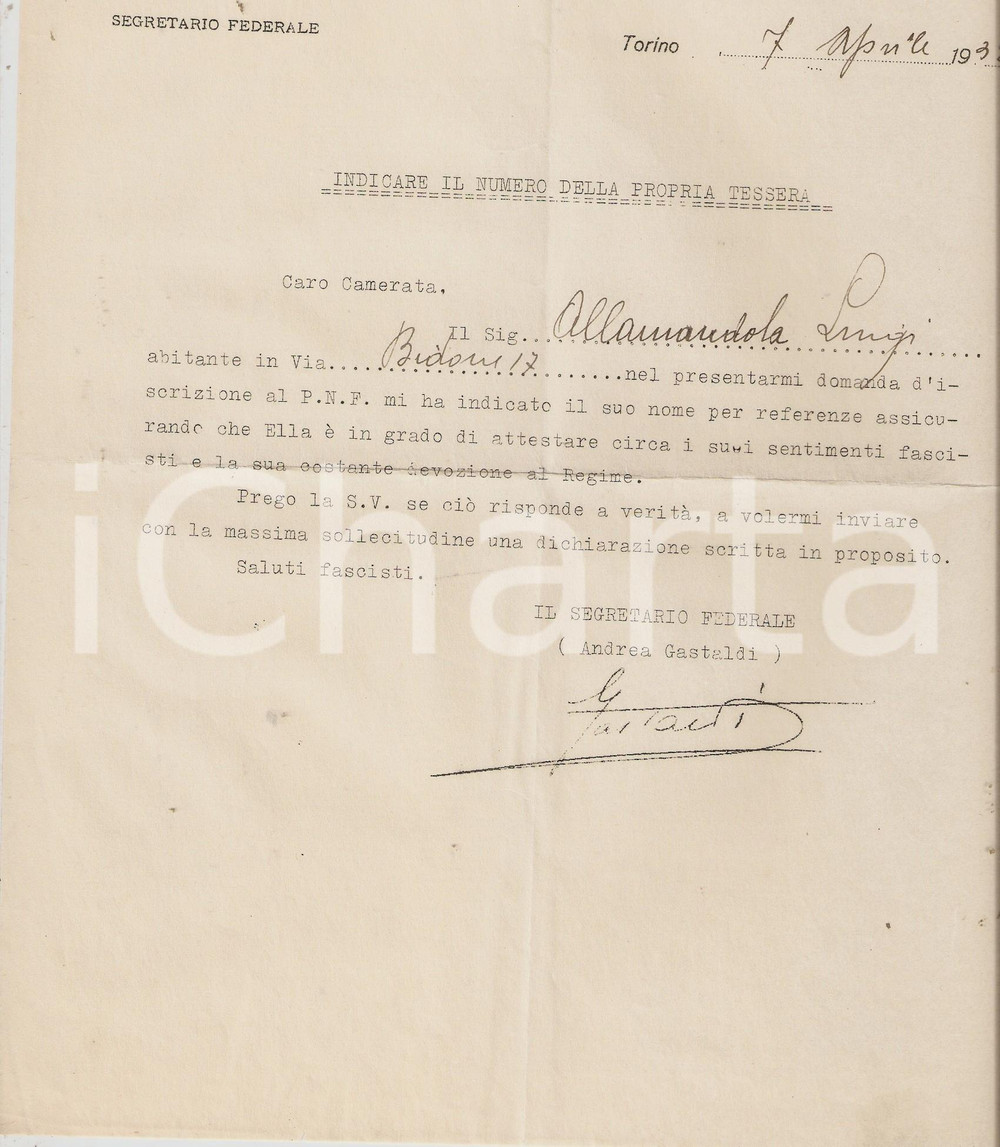 SEGRETARIO FEDERALE
Torino 7 Aprile 193
INDICARE IL NUMERO DELLA PROPRIA TESSERA
Caro Camerata,
Il Sig... Allamandola Luigi
abitante in Via..... Bidone 17 .......nel presentarmi domanda d'i-
scrizione al P.N.F. mi ha indicato il suo nome per referenze assicu-
rando che Ella è in grado di attestare circa i suoi sentimenti fasci-
sti e la sua costante devozione al Regime.
Prego la S.V. se ciò risponde a verità, a volermi inviare
con la massima sollecitudine una dichiarazione scritta in proposito.
Saluti fascisti.
IL SEGRETARIO FEDERALE
( Andrea Gastaldi )
Gastaldi
iCharta